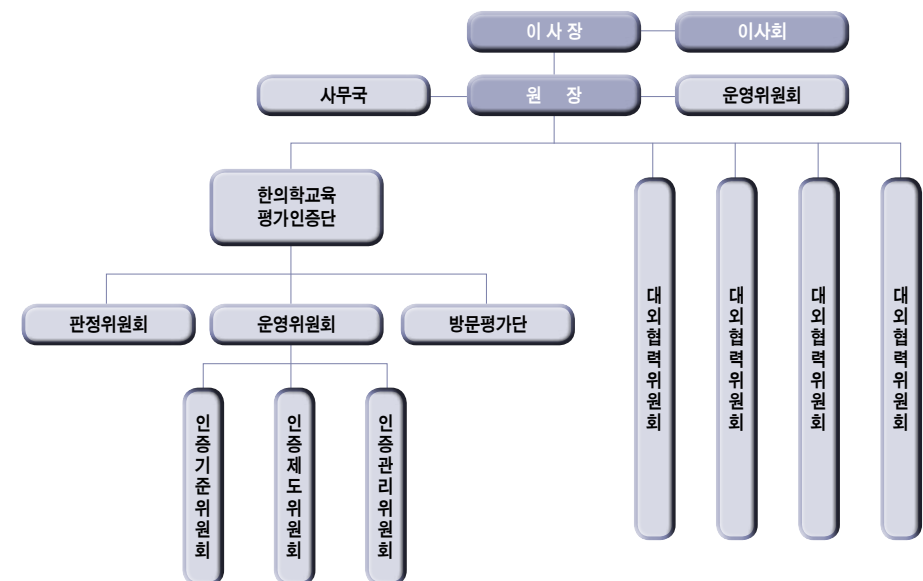 이 사 장
이사회
사무국
원 장
운영위원회
한의학교육
평가인증단
대외협력위원회
대외협력위원회
대외협력위원회
대외협력위원회
판정위원회
운영위원회
방문평가단
인증기준위원회
인증제도위원회
인증관리위원회